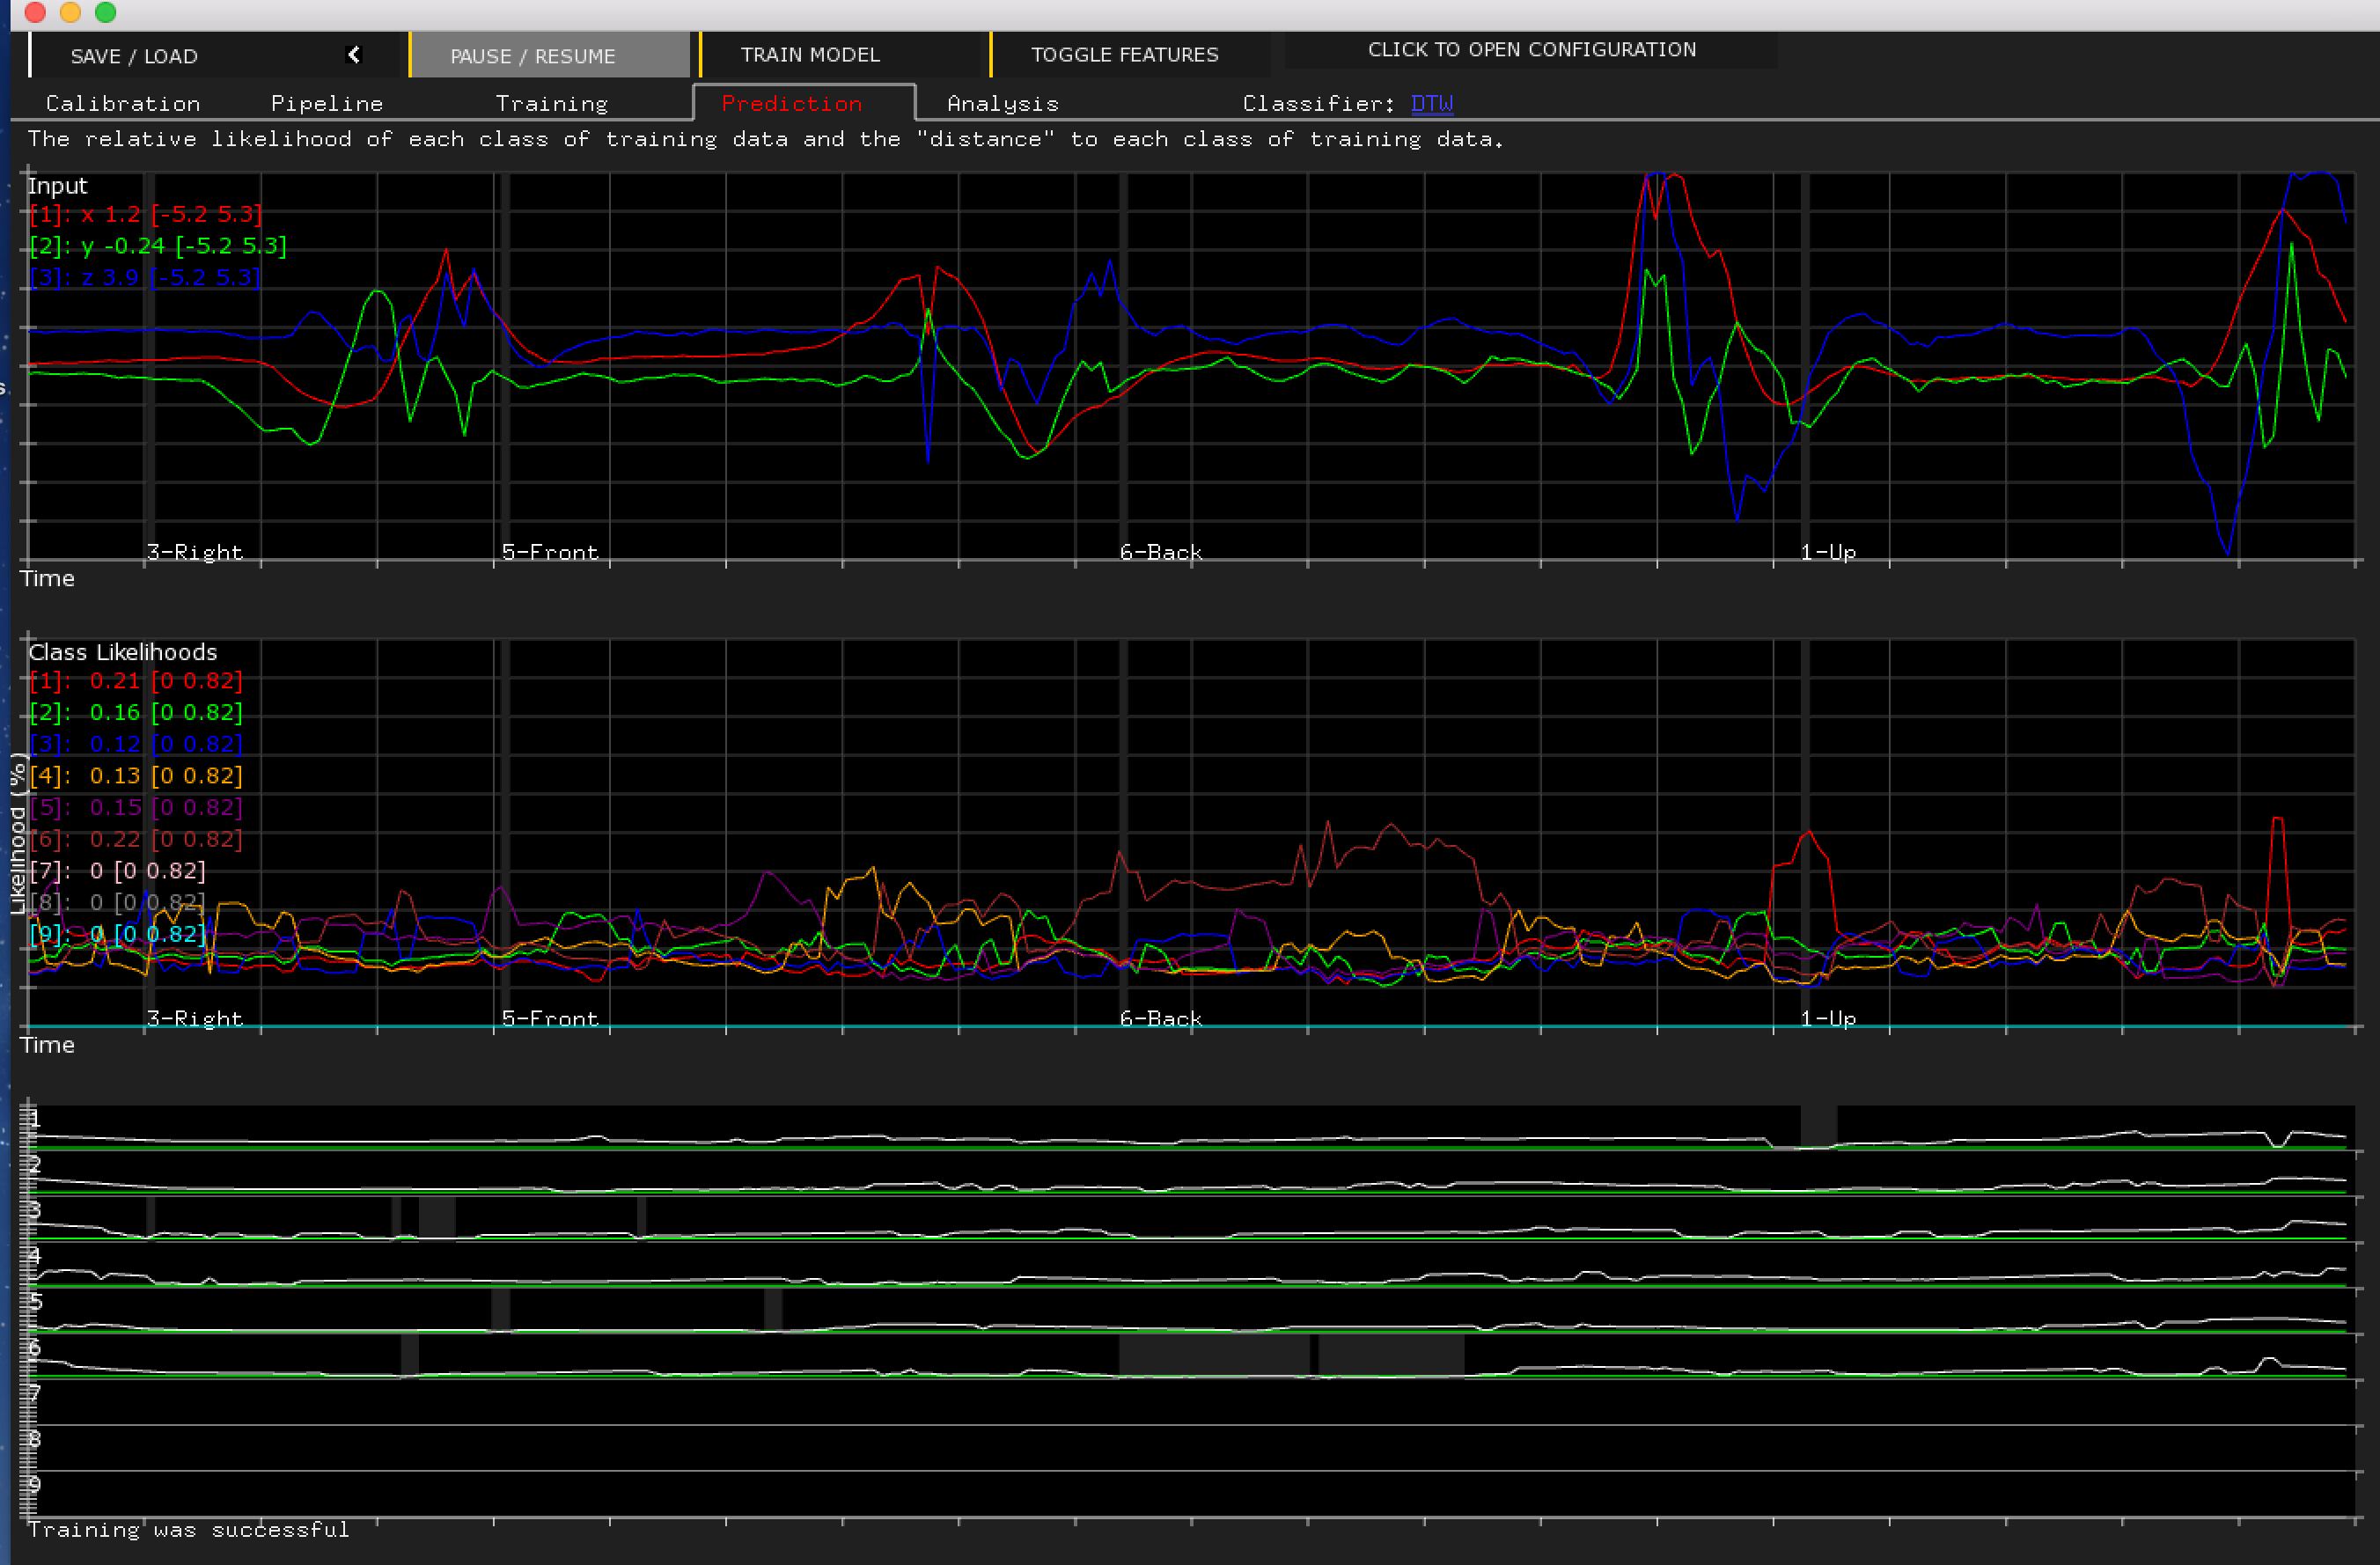 SAVE / LOAD PAUSE / RESUME TRAIN MODEL TOGGLE FEATURES CLICK TO OPEN CONFIGURATION
Calibration Pipeline Training Prediction Analysis Classifier: DTW
The relative likelihood of each class of training data and the "distance" to each class of training data.
Input
[1]: x 1.2 [-5.2 5.3]
[2]: y -0.24 [-5.2 5.3]
[3]: z 3.9 [-5.2 5.3]
3-Right 5-Front 6-Back 1-Up
Time
Class Likelihoods
[1]: 0.21 [0 0.82]
[2]: 0.16 [0 0.82]
[3]: 0.12 [0 0.82]
[4]: 0.13 [0 0.82]
[5]: 0.15 [0 0.82]
[6]: 0.22 [0 0.82]
[7]: 0 [0 0.82]
[8]: 0 [0 0.82]
[9]: 0 [0 0.82]
Likelihood (%)
3-Right 5-Front 6-Back 1-Up
Time
1
2
3
4
5
6
7
8
9
Training was successful